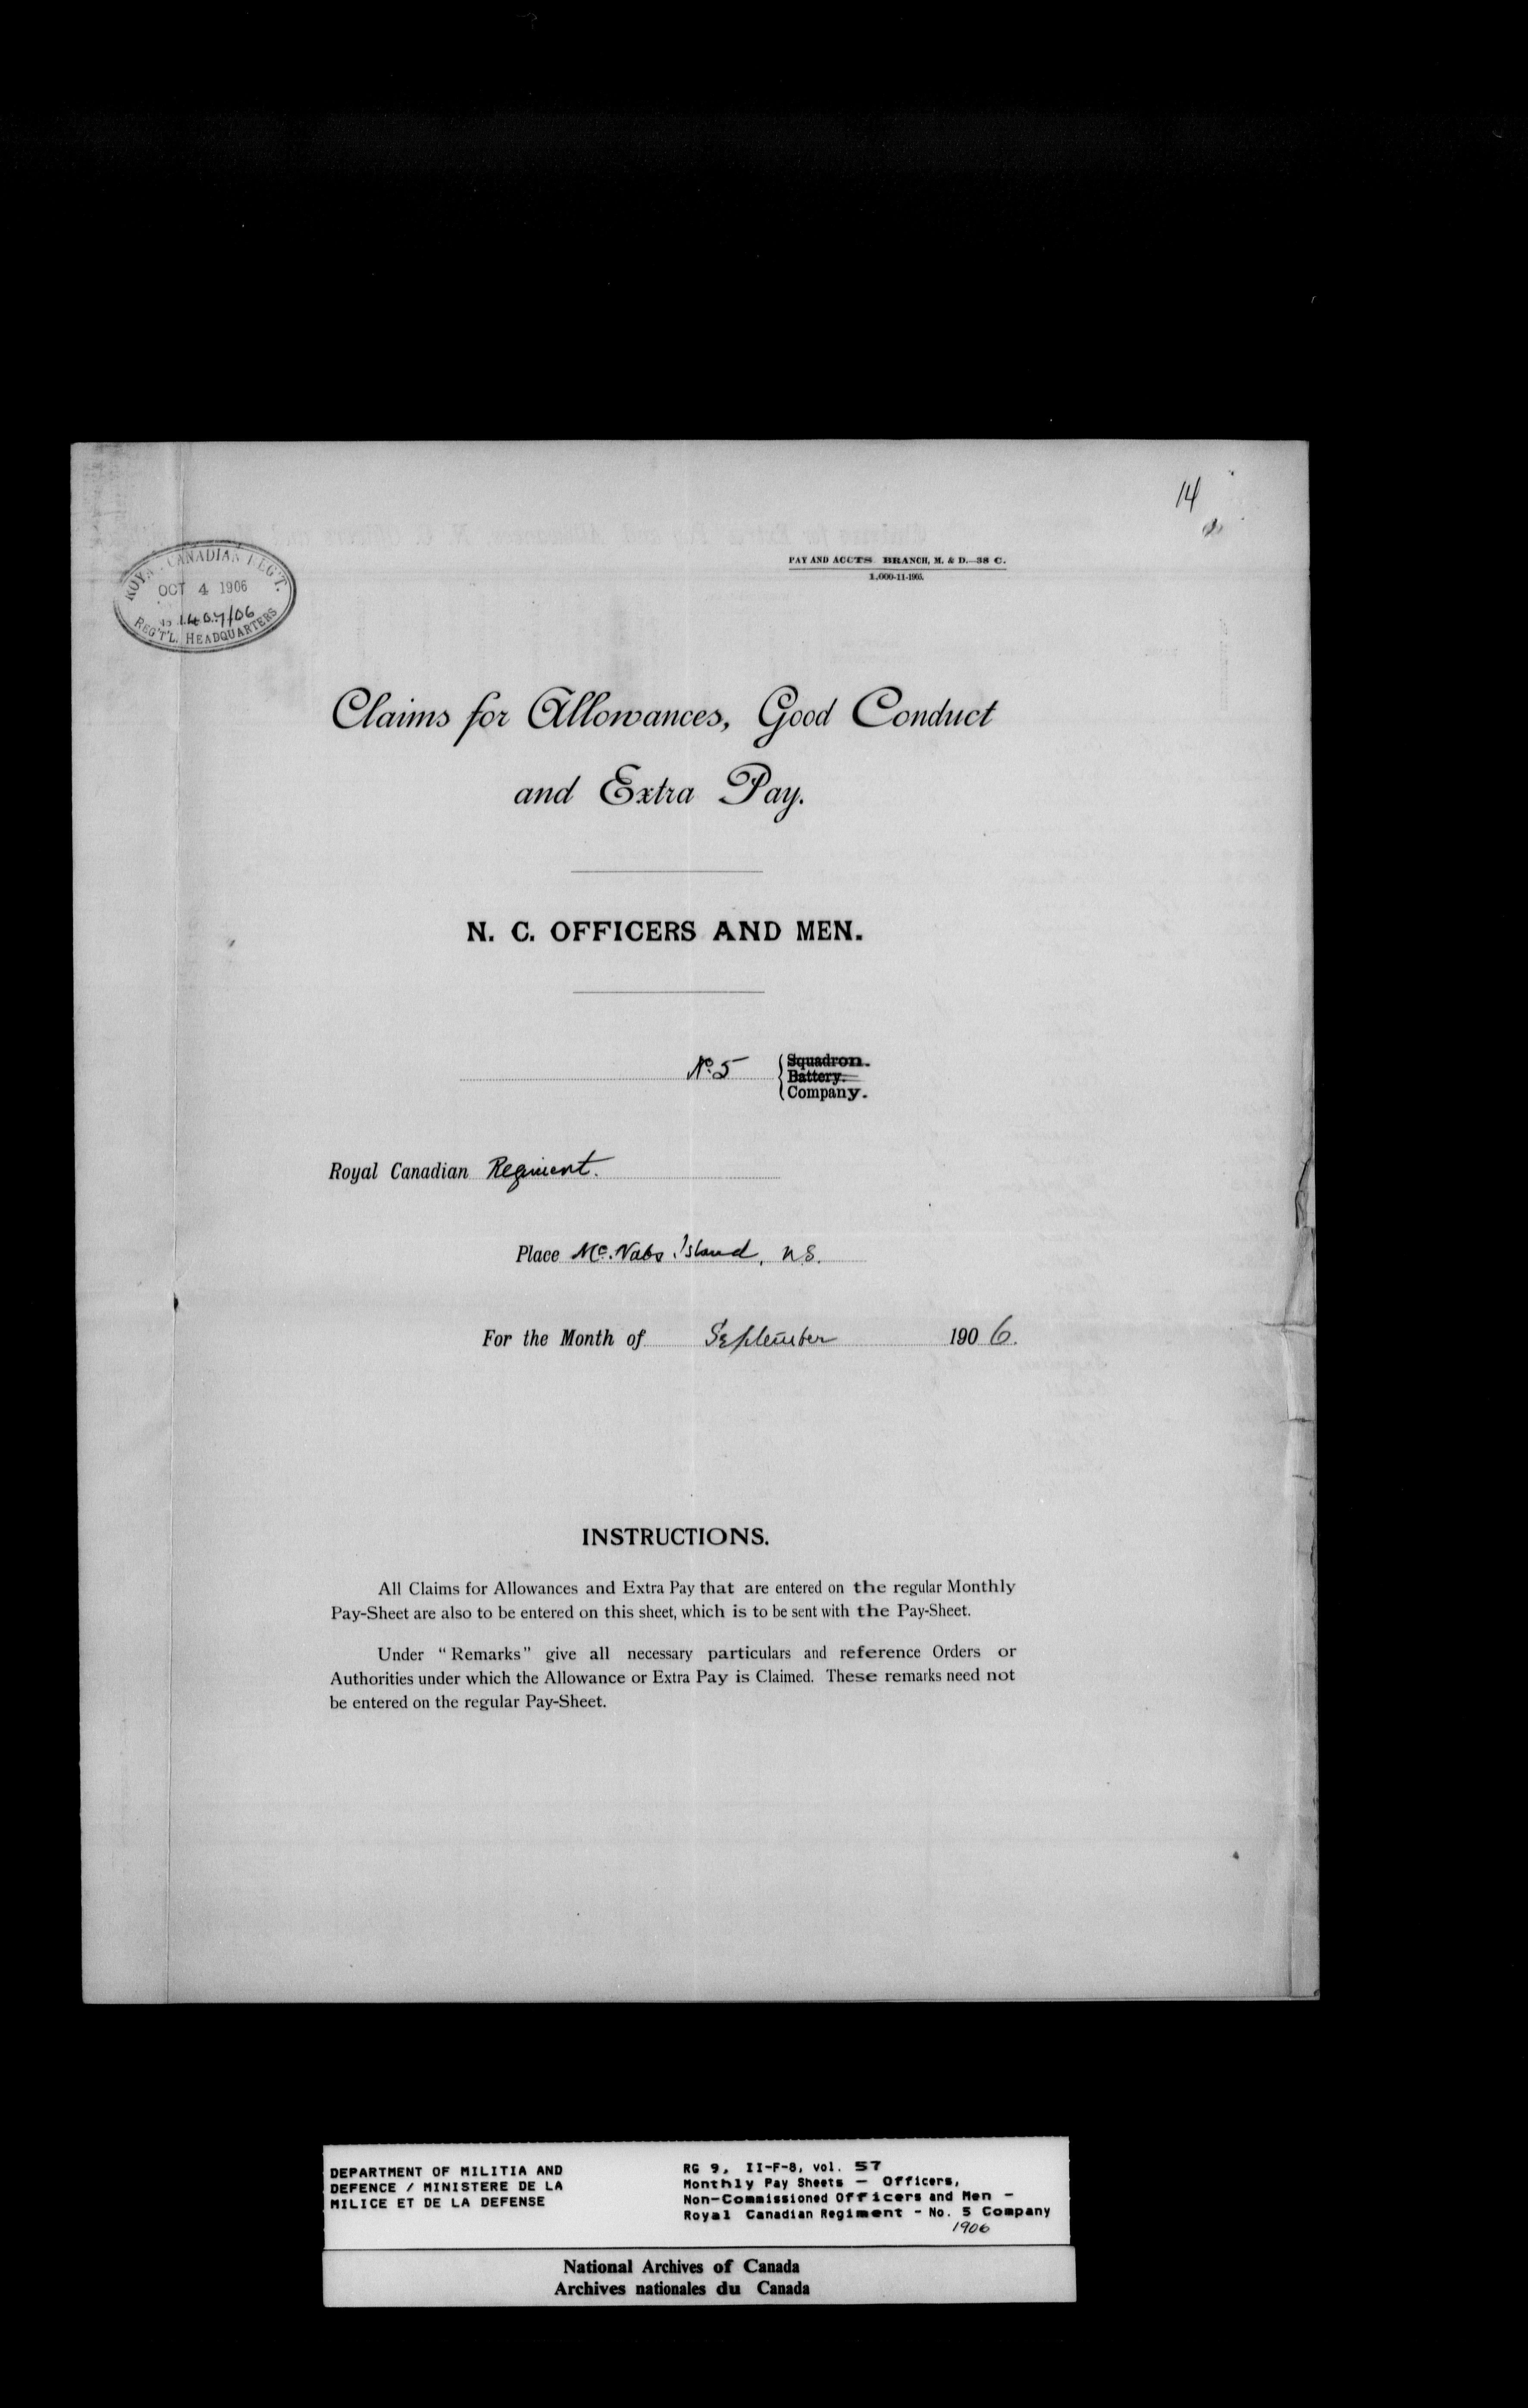 14
PAY AND ACCTS. BRANCH, M. & D.—38 C.
1,000-11-1905.
ROYAL CANADIAN REG'T.
OCT 4 1906
REG'T'L. HEADQUARTERS
Claims for Allowances, Good Conduct
and Extra Pay.
N. C. OFFICERS AND MEN.
No. 5 Squadron.
Battery.
Company.
Royal Canadian Regiment.
Place Mc.Nabs Island, N.S.
For the Month of September 1906.
INSTRUCTIONS.
All Claims for Allowances and Extra Pay that are entered on the regular Monthly
Pay-Sheet are also to be entered on this sheet, which is to be sent with the Pay-Sheet.
Under "Remarks" give all necessary particulars and reference Orders or
Authorities under which the Allowance or Extra Pay is Claimed. These remarks need not
be entered on the regular Pay-Sheet.
DEPARTMENT OF MILITIA AND
DEFENCE / MINISTERE DE LA
MILICE ET DE LA DEFENSE
RG 9, II-F-8, vol. 57
Monthly Pay Sheets - Officers,
Non-Commissioned Officers and Men -
Royal Canadian Regiment - No. 5 Company
1906
National Archives of Canada
Archives nationales du Canada